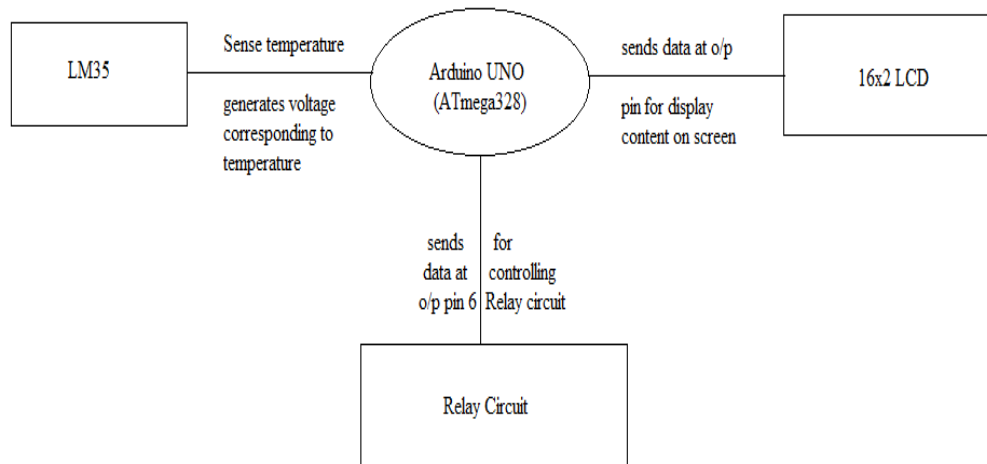 LM35
Sense temperature
generates voltage
corresponding to
temperature
Arduino UNO
(ATmega328)
sends data at o/p
pin for display
content on screen
16x2 LCD
sends for
data at controlling
o/p pin 6 Relay circuit
Relay Circuit